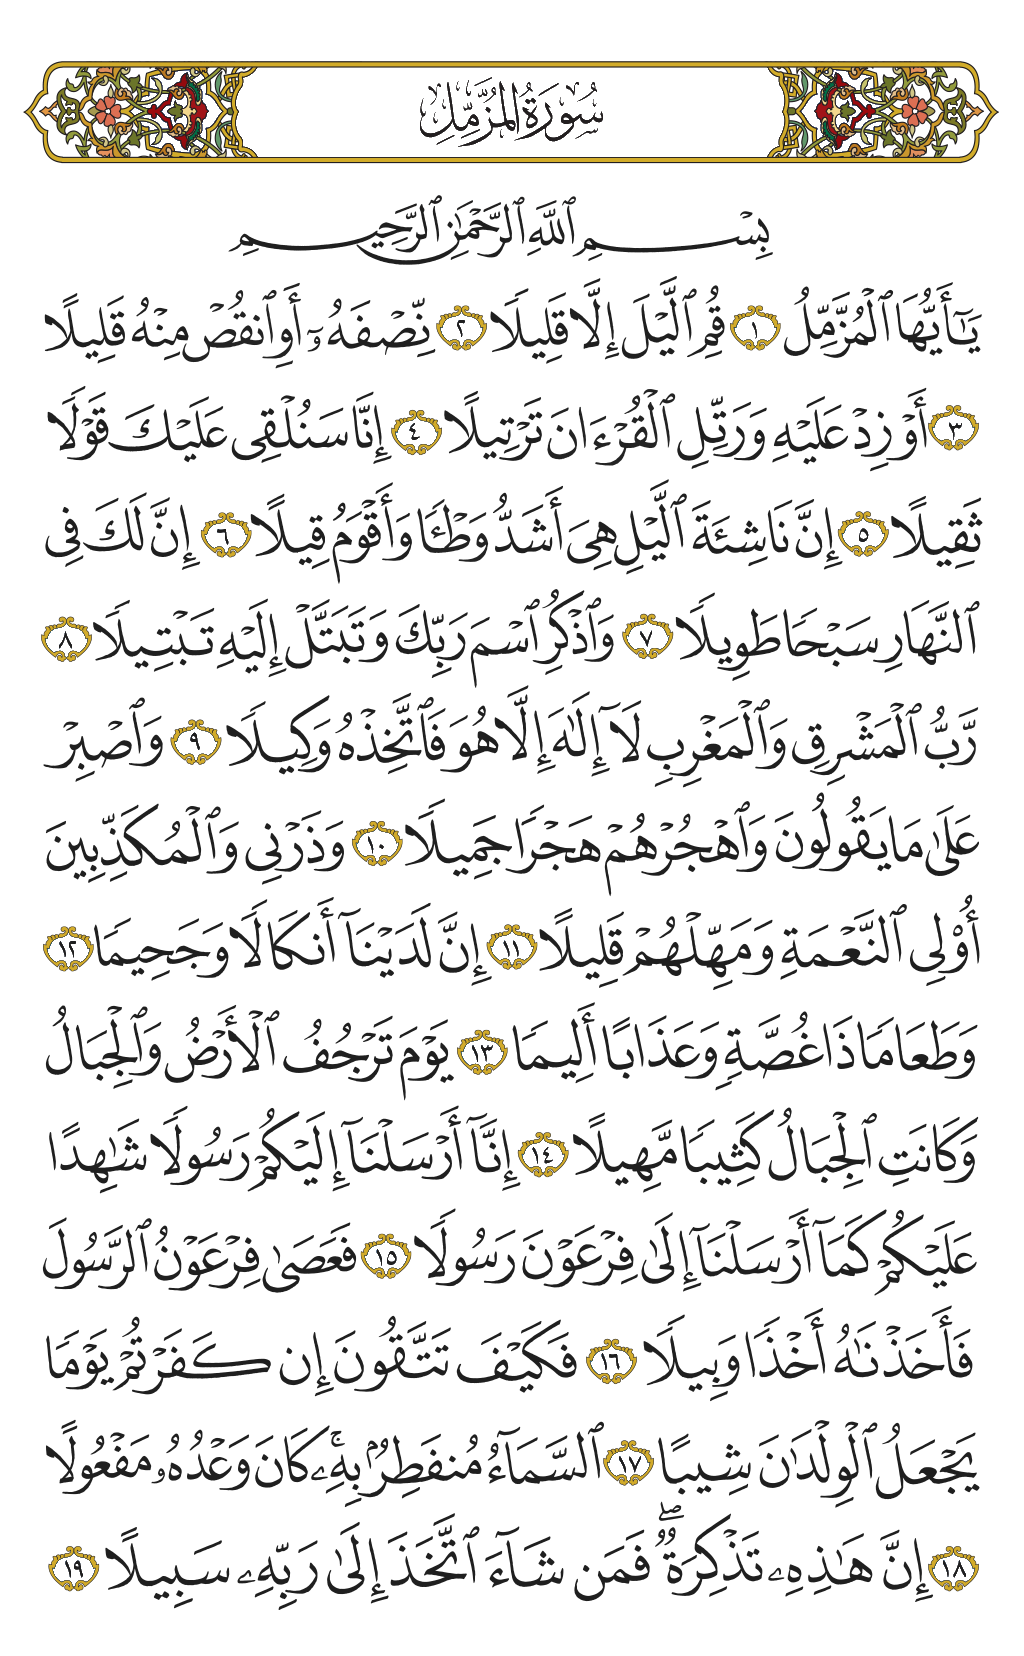 سُورَةُ الْمُزَّمِّلِ
بِسْمِ ٱللَّهِ ٱلرَّحْمَٰنِ ٱلرَّحِيمِ
يَٰٓأَيُّهَا ٱلْمُزَّمِّلُ ١ قُمِ ٱلَّيْلَ إِلَّا قَلِيلًا ٢ نِّصْفَهُۥٓ أَوِ ٱنقُصْ مِنْهُ قَلِيلًا
٣ أَوْ زِدْ عَلَيْهِ وَرَتِّلِ ٱلْقُرْءَانَ تَرْتِيلًا ٤ إِنَّا سَنُلْقِى عَلَيْكَ قَوْلًا
ثَقِيلًا ٥ إِنَّ نَاشِئَةَ ٱلَّيْلِ هِىَ أَشَدُّ وَطْـًٔا وَأَقْوَمُ قِيلًا ٦ إِنَّ لَكَ فِى
ٱلنَّهَارِ سَبْحًا طَوِيلًا ٧ وَٱذْكُرِ ٱسْمَ رَبِّكَ وَتَبَتَّلْ إِلَيْهِ تَبْتِيلًا ٨
رَّبُّ ٱلْمَشْرِقِ وَٱلْمَغْرِبِ لَآ إِلَٰهَ إِلَّا هُوَ فَٱتَّخِذْهُ وَكِيلًا ٩ وَٱصْبِرْ
عَلَىٰ مَا يَقُولُونَ وَٱهْجُرْهُمْ هَجْرًا جَمِيلًا ١٠ وَذَرْنِى وَٱلْمُكَذِّبِينَ
أُو۟لِى ٱلنَّعْمَةِ وَمَهِّلْهُمْ قَلِيلًا ١١ إِنَّ لَدَيْنَآ أَنكَالًا وَجَحِيمًا ١٢
وَطَعَامًا ذَا غُصَّةٍ وَعَذَابًا أَلِيمًا ١٣ يَوْمَ تَرْجُفُ ٱلْأَرْضُ وَٱلْجِبَالُ
وَكَانَتِ ٱلْجِبَالُ كَثِيبًا مَّهِيلًا ١٤ إِنَّآ أَرْسَلْنَآ إِلَيْكُمْ رَسُولًا شَٰهِدًا
عَلَيْكُمْ كَمَآ أَرْسَلْنَآ إِلَىٰ فِرْعَوْنَ رَسُولًا ١٥ فَعَصَىٰ فِرْعَوْنُ ٱلرَّسُولَ
فَأَخَذْنَٰهُ أَخْذًا وَبِيلًا ١٦ فَكَيْفَ تَتَّقُونَ إِن كَفَرْتُمْ يَوْمًا
يَجْعَلُ ٱلْوِلْدَٰنَ شِيبًا ١٧ ٱلسَّمَآءُ مُنفَطِرٌۢ بِهِۦ ۚ كَانَ وَعْدُهُۥ مَفْعُولًا
١٨ إِنَّ هَٰذِهِۦ تَذْكِرَةٌ ۖ فَمَن شَآءَ ٱتَّخَذَ إِلَىٰ رَبِّهِۦ سَبِيلًا ١٩